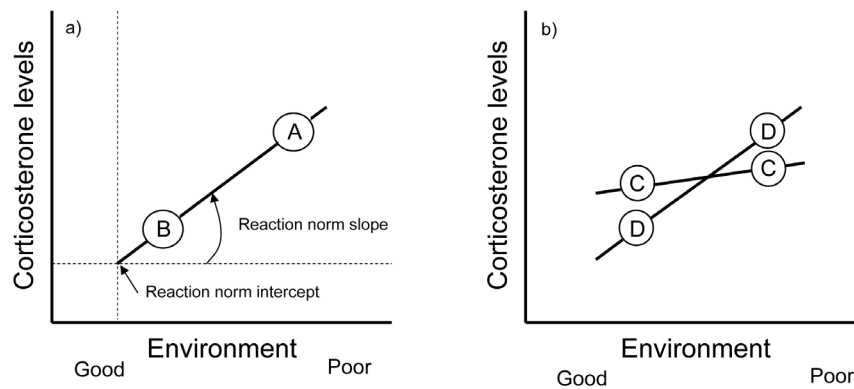 a)
Corticosterone levels
A
B
Reaction norm slope
Reaction norm intercept
Environment
Good
Poor
b)
Corticosterone levels
D
C
C
D
Environment
Good
Poor